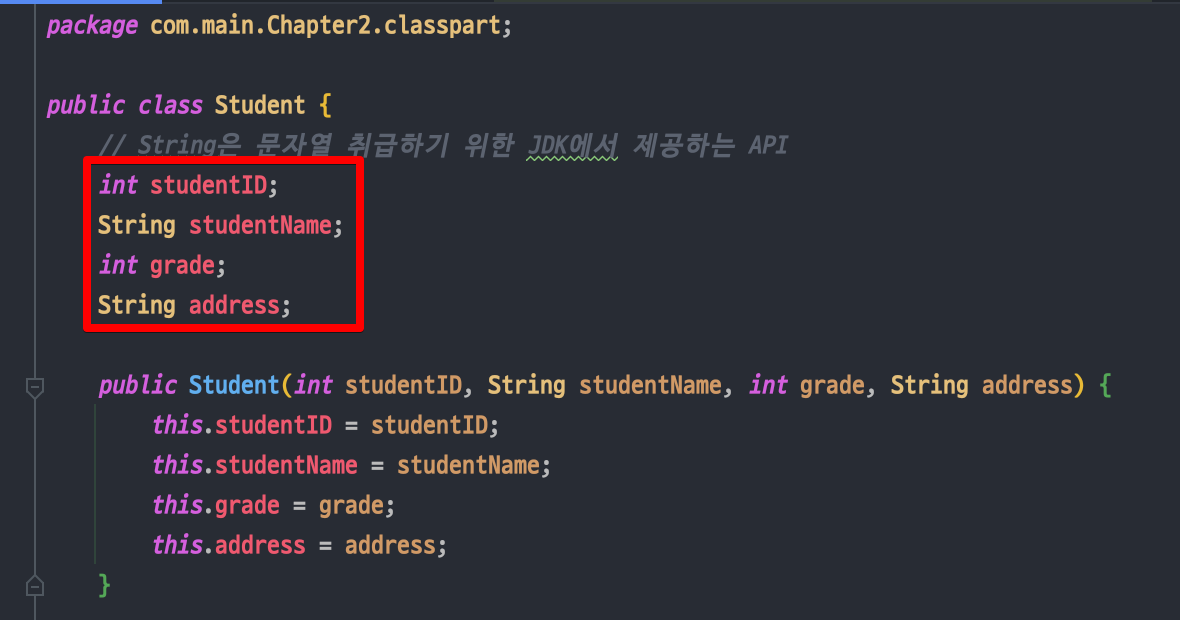 package com.main.Chapter2.classpart;
public class Student {
// String은 문자열 취급하기 위한 JDK에서 제공하는 API
int studentID;
String studentName;
int grade;
String address;
public Student(int studentID, String studentName, int grade, String address) {
this.studentID = studentID;
this.studentName = studentName;
this.grade = grade;
this.address = address;
}